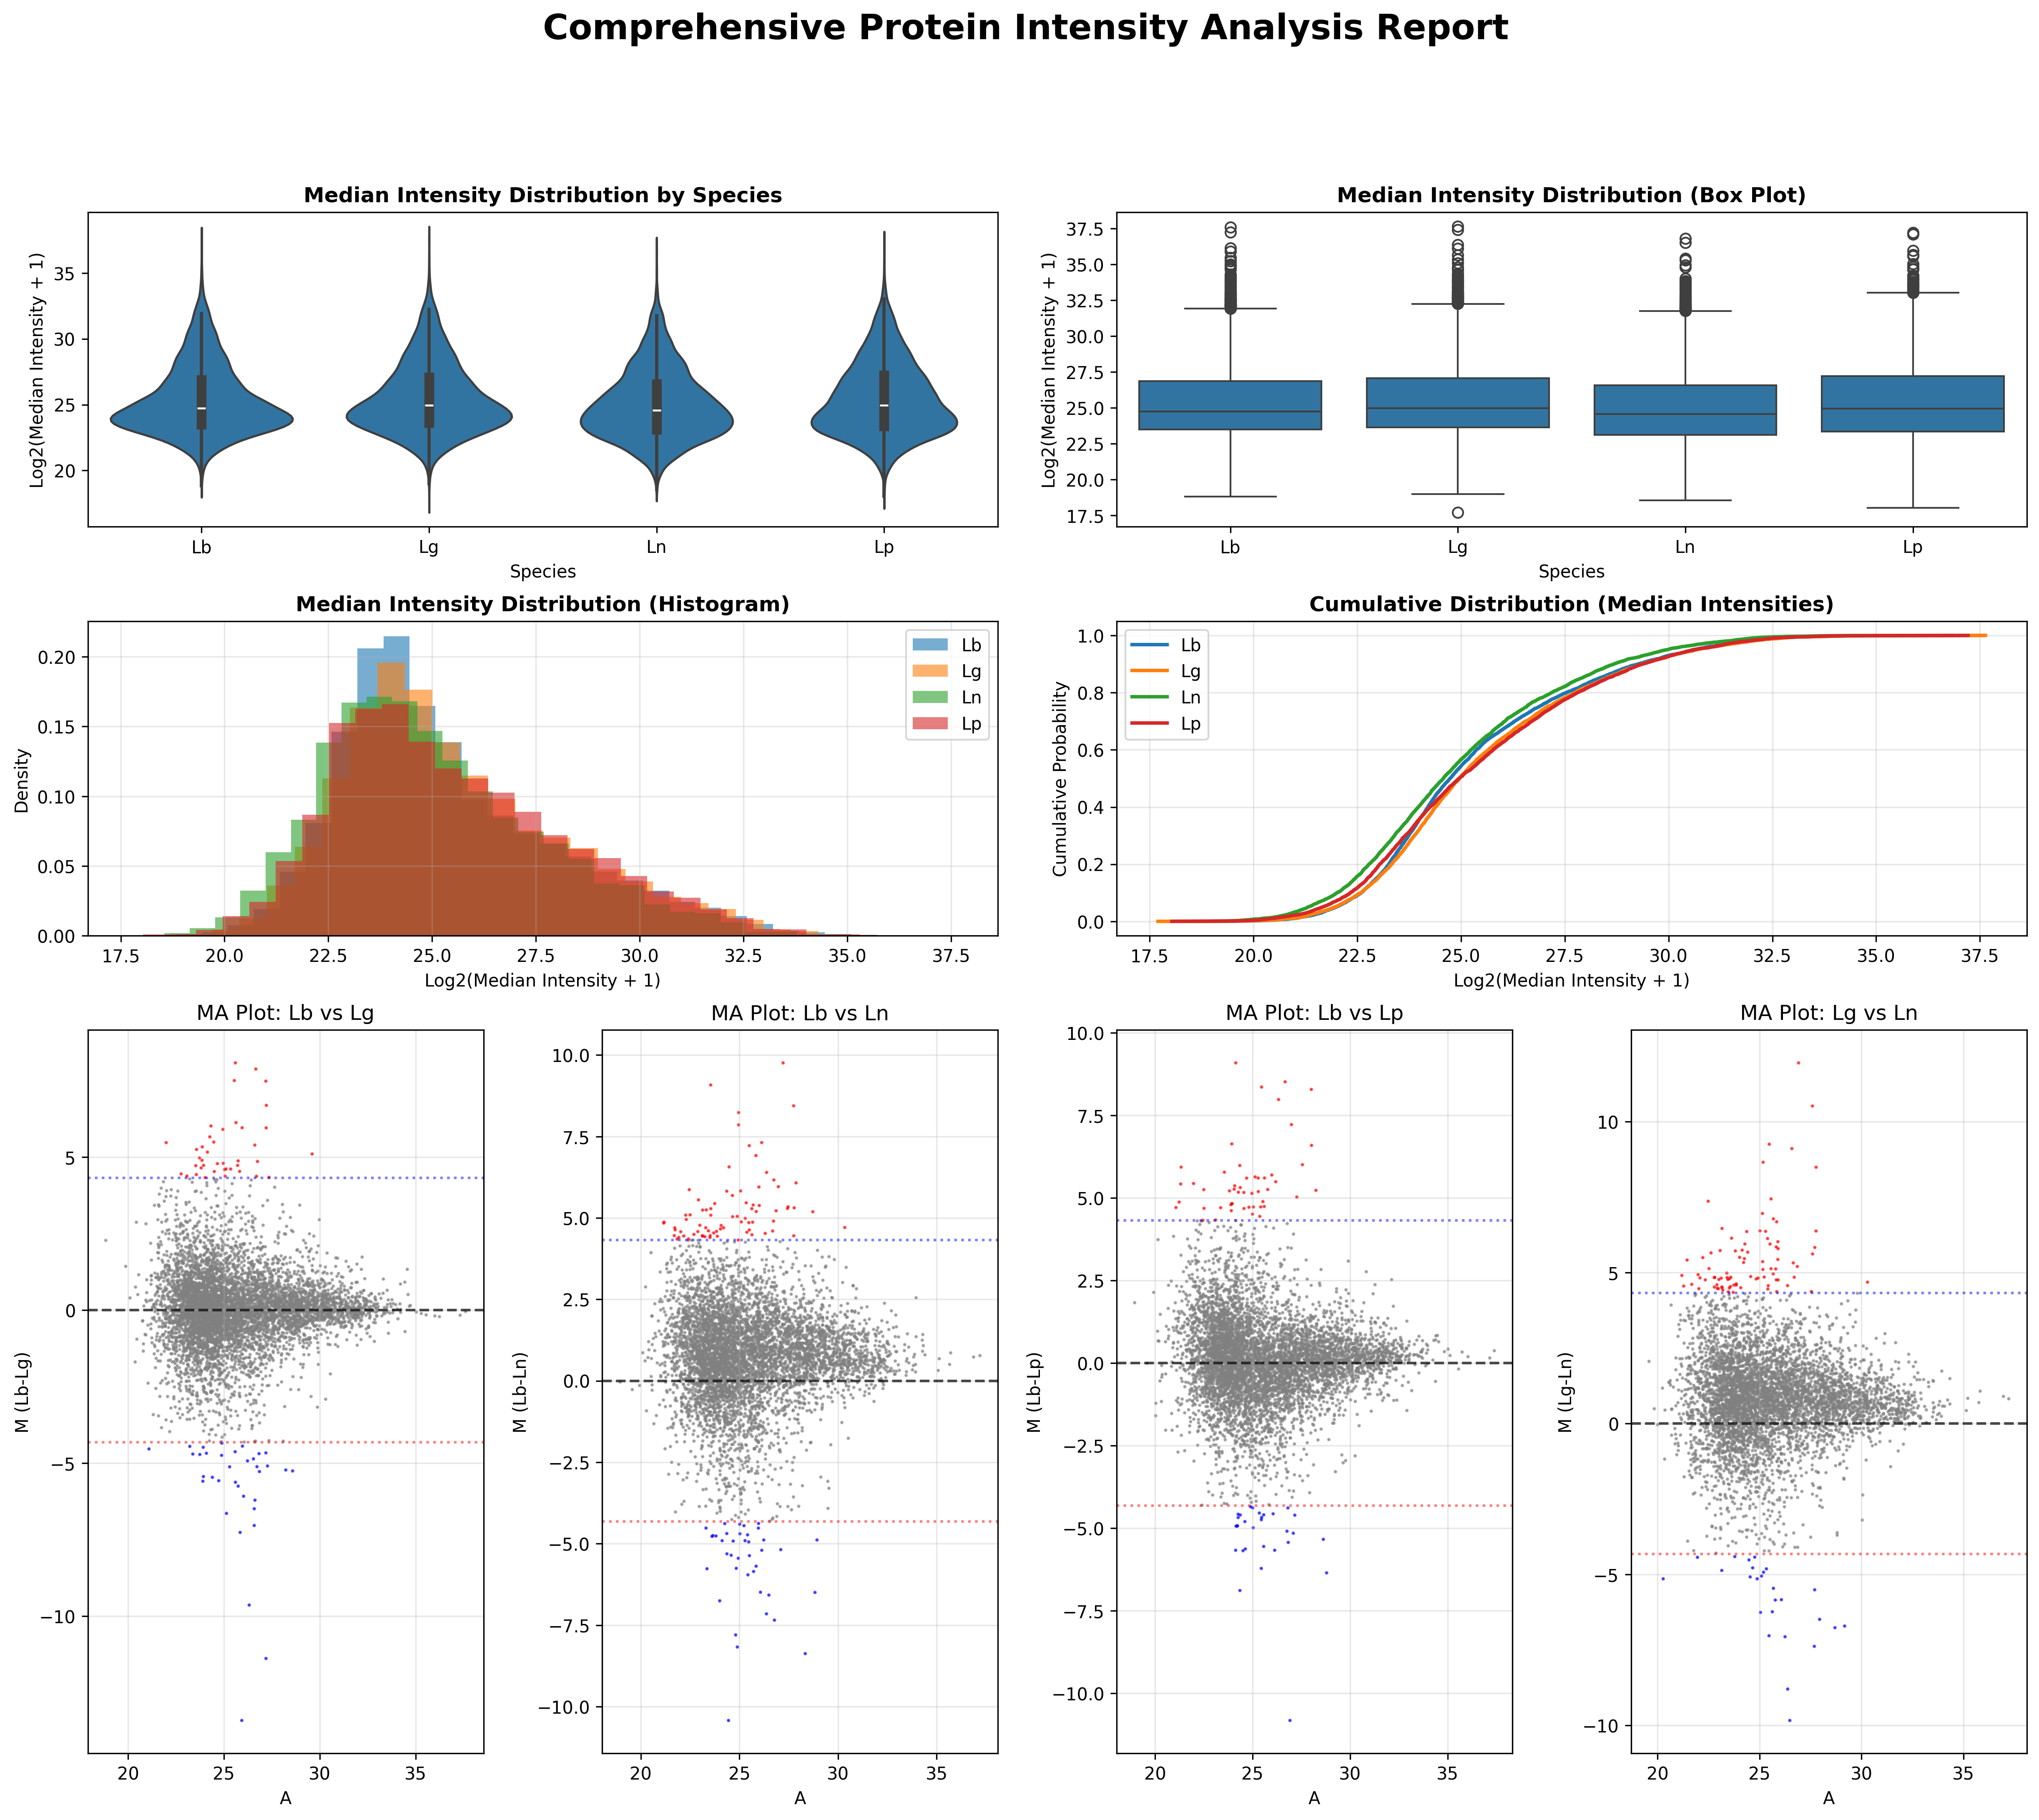 Comprehensive Protein Intensity Analysis Report
Median Intensity Distribution by Species
Log2(Median Intensity + 1)
35
30
25
20
Lb Lg Ln Lp
Species
Median Intensity Distribution (Box Plot)
Log2(Median Intensity + 1)
37.5
35.0
32.5
30.0
27.5
25.0
22.5
20.0
17.5
Lb Lg Ln Lp
Species
Median Intensity Distribution (Histogram)
Density
0.20
0.15
0.10
0.05
0.00
Lb
Lg
Ln
Lp
17.5 20.0 22.5 25.0 27.5 30.0 32.5 35.0 37.5
Log2(Median Intensity + 1)
Cumulative Distribution (Median Intensities)
Cumulative Probability
1.0
0.8
0.6
0.4
0.2
0.0
Lb
Lg
Ln
Lp
17.5 20.0 22.5 25.0 27.5 30.0 32.5 35.0 37.5
Log2(Median Intensity + 1)
MA Plot: Lb vs Lg
M (Lb-Lg)
5
0
−5
−10
20 25 30 35
A
MA Plot: Lb vs Ln
M (Lb-Ln)
10.0
7.5
5.0
2.5
0.0
−2.5
−5.0
−7.5
−10.0
20 25 30 35
A
MA Plot: Lb vs Lp
M (Lb-Lp)
10.0
7.5
5.0
2.5
0.0
−2.5
−5.0
−7.5
−10.0
20 25 30 35
A
MA Plot: Lg vs Ln
M (Lg-Ln)
10
5
0
−5
−10
20 25 30 35
A